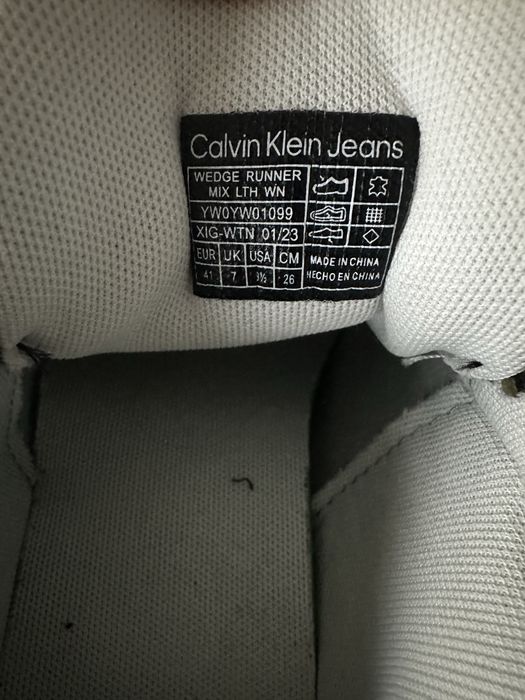 Calvin Klein Jeans
WEDGE RUNNER
MIX LTH WN
YW0YW01099
XIG-WTN 01/23
EUR UK USA CM
41 7 9½ 26
MADE IN CHINA
HECHO EN CHINA